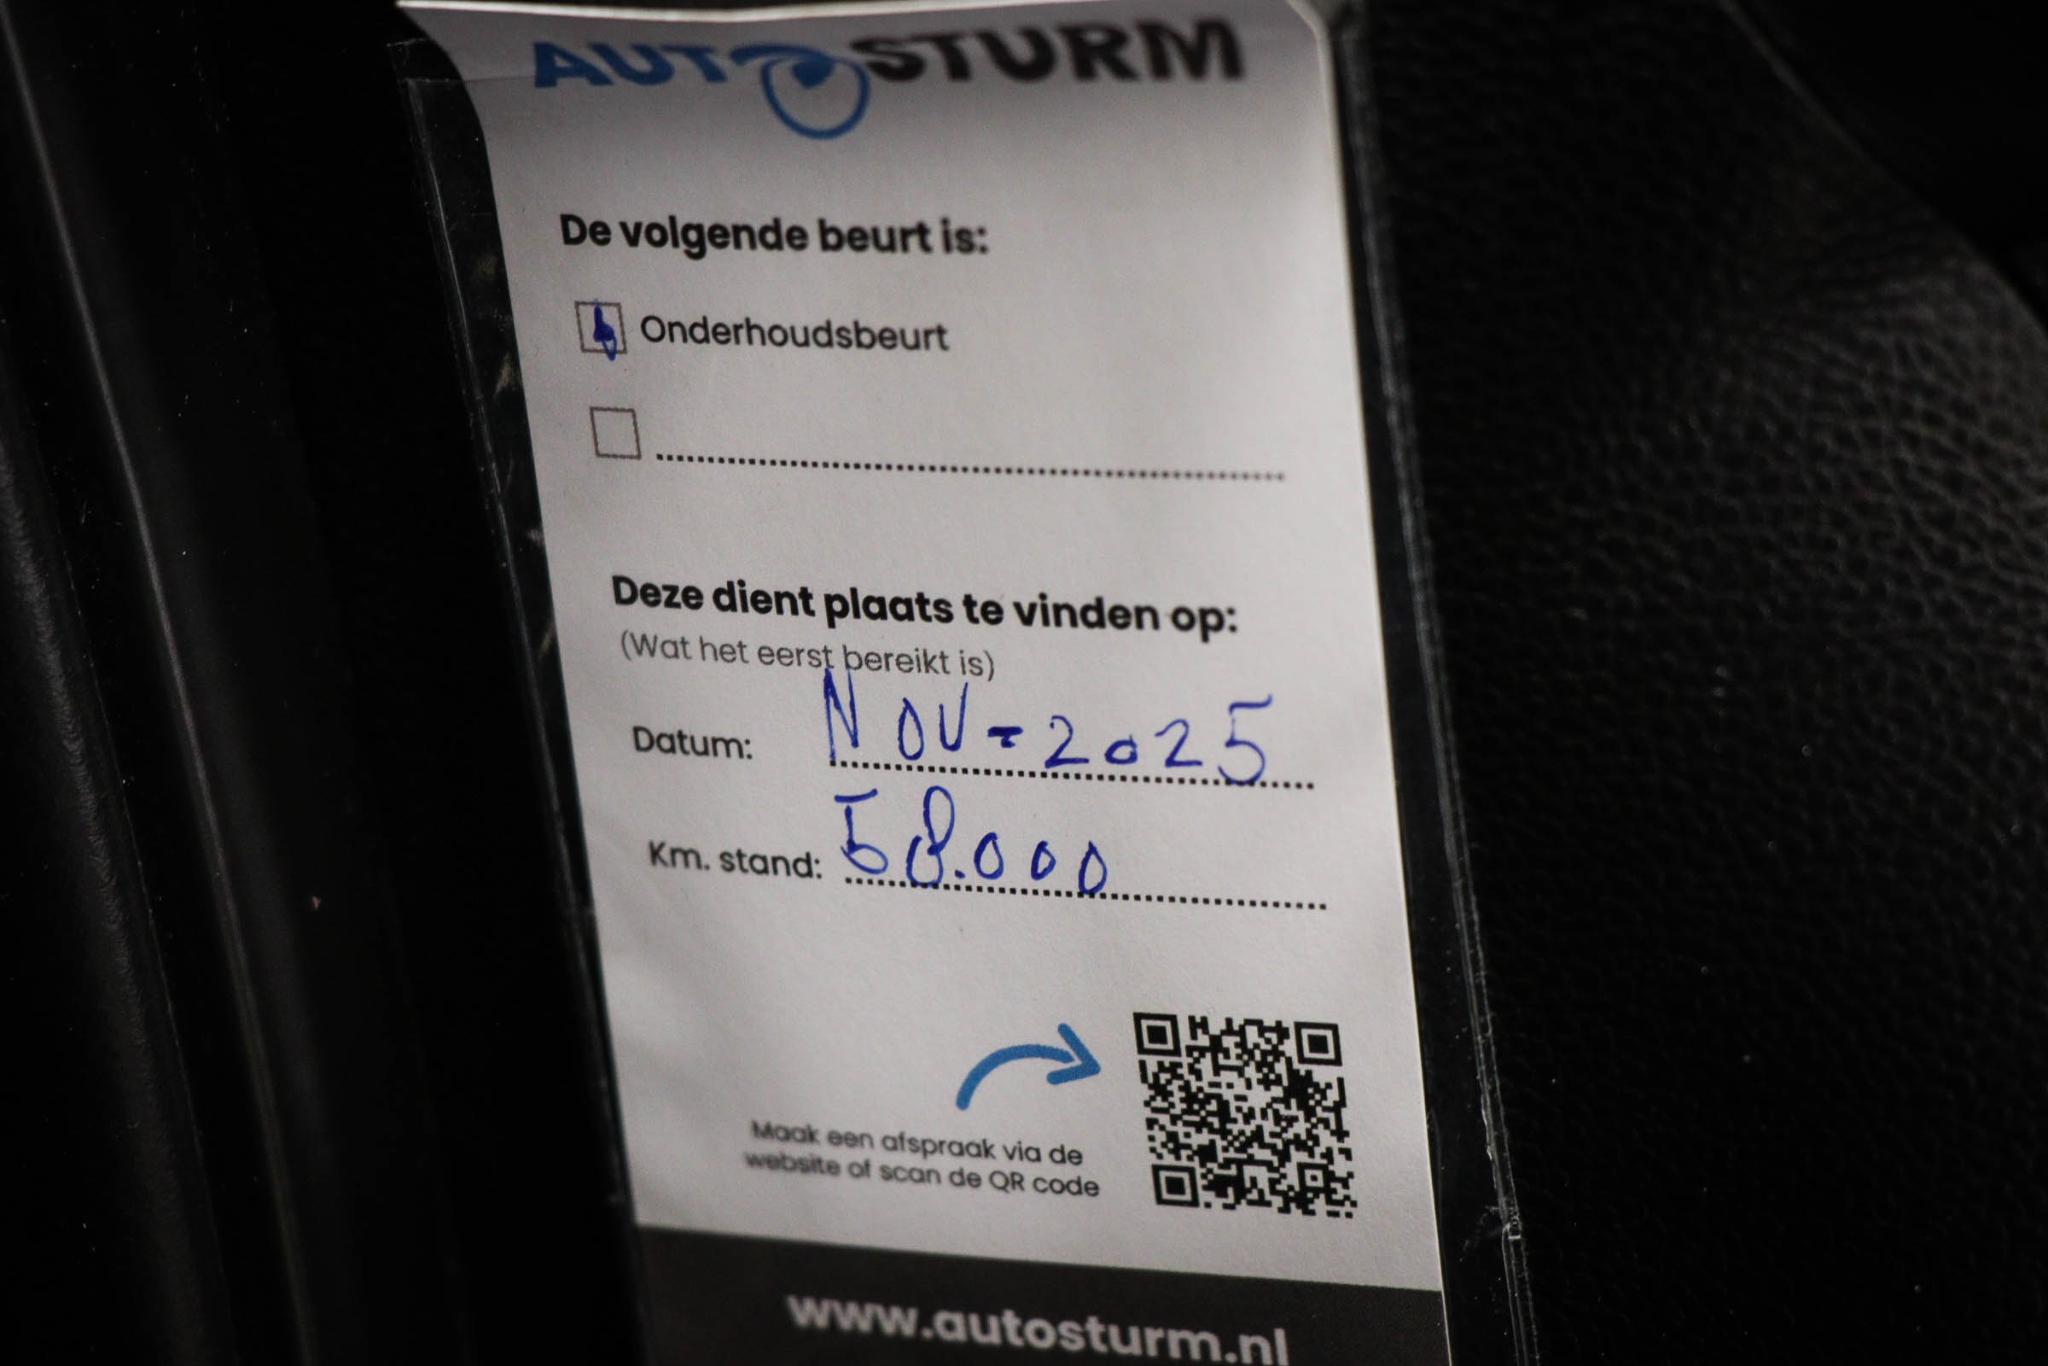 AUTOSTURM
De volgende beurt is:
Onderhoudsbeurt
Deze dient plaats te vinden op:
(Wat het eerst bereikt is)
Datum: NOV-2025
Km. stand: 58.000
Maak een afspraak via de
website of scan de QR code
www.autosturm.nl